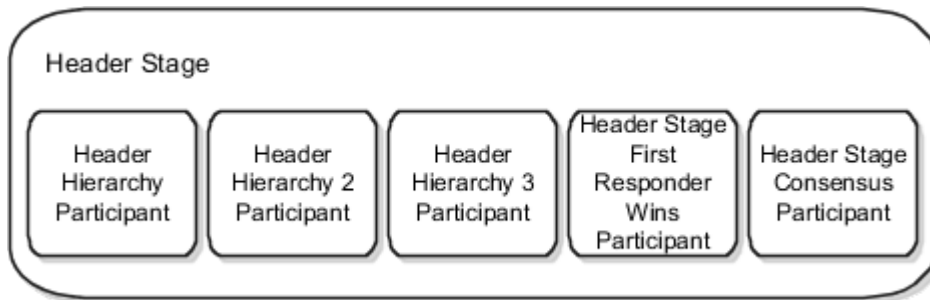 Header Stage
Header
Hierarchy
Participant
Header
Hierarchy 2
Participant
Header
Hierarchy 3
Participant
Header Stage
First
Responder
Wins
Participant
Header Stage
Consensus
Participant